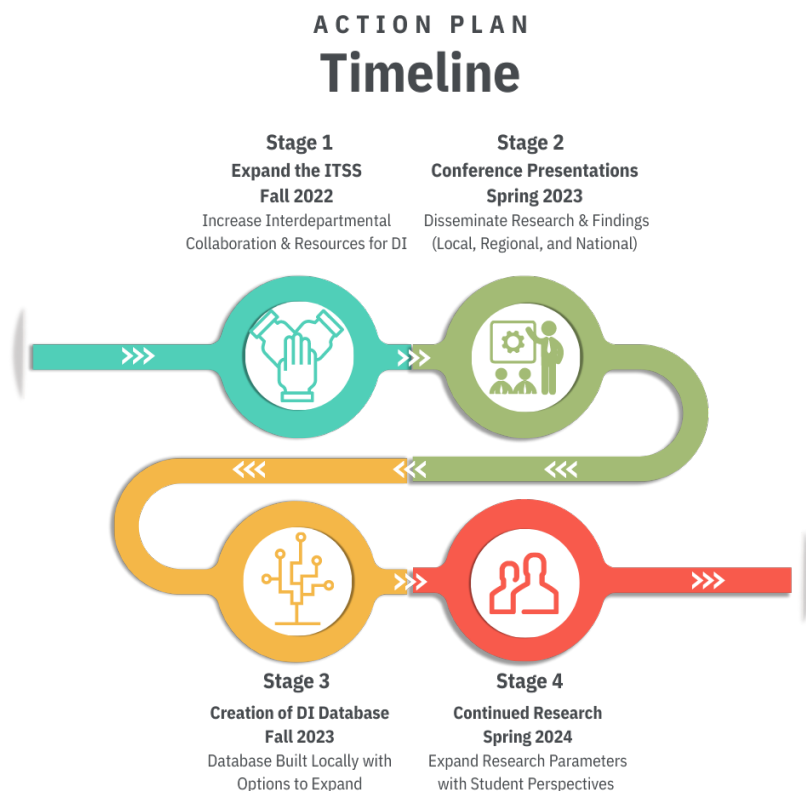 ACTION PLAN
Timeline
Stage 1
Expand the ITSS
Fall 2022
Increase Interdepartmental
Collaboration & Resources for DI
Stage 2
Conference Presentations
Spring 2023
Disseminate Research & Findings
(Local, Regional, and National)
Stage 3
Creation of DI Database
Fall 2023
Database Built Locally with
Options to Expand
Stage 4
Continued Research
Spring 2024
Expand Research Parameters
with Student Perspectives